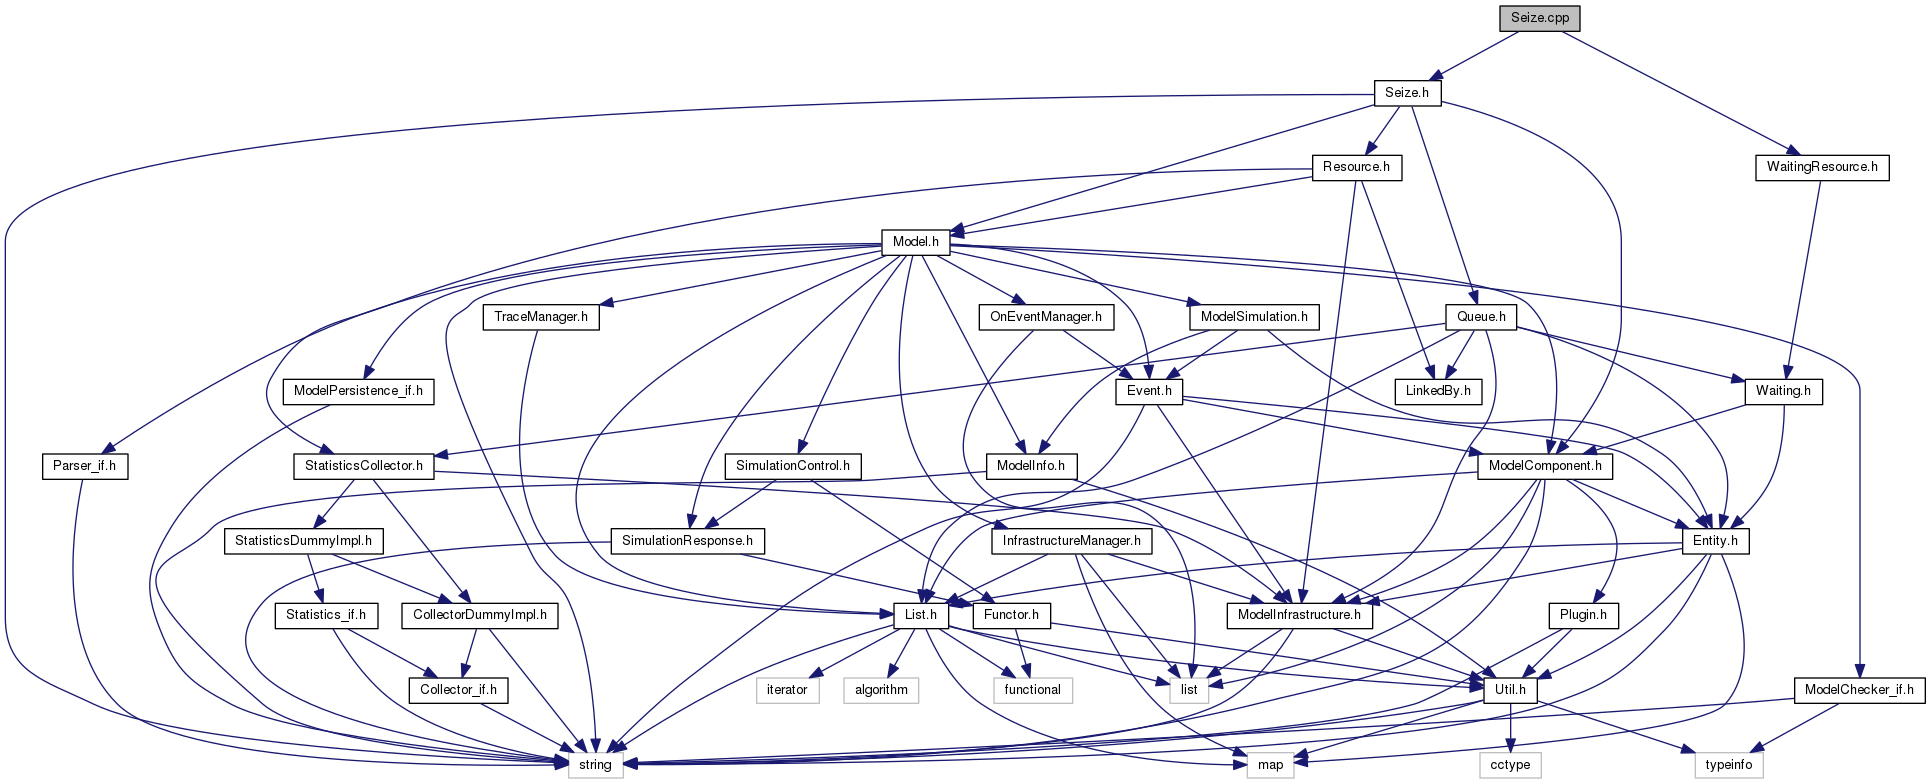 Seize.cpp
Seize.h
Resource.h
WaitingResource.h
Model.h
TraceManager.h
OnEventManager.h
ModelSimulation.h
Queue.h
ModelPersistence_if.h
Event.h
LinkedBy.h
Waiting.h
Parser_if.h
StatisticsCollector.h
SimulationControl.h
ModelInfo.h
ModelComponent.h
StatisticsDummyImpl.h
SimulationResponse.h
InfrastructureManager.h
Entity.h
Statistics_if.h
CollectorDummyImpl.h
List.h
Functor.h
ModelInfrastructure.h
Plugin.h
Collector_if.h
iterator
algorithm
functional
list
Util.h
ModelChecker_if.h
string
map
cctype
typeinfo